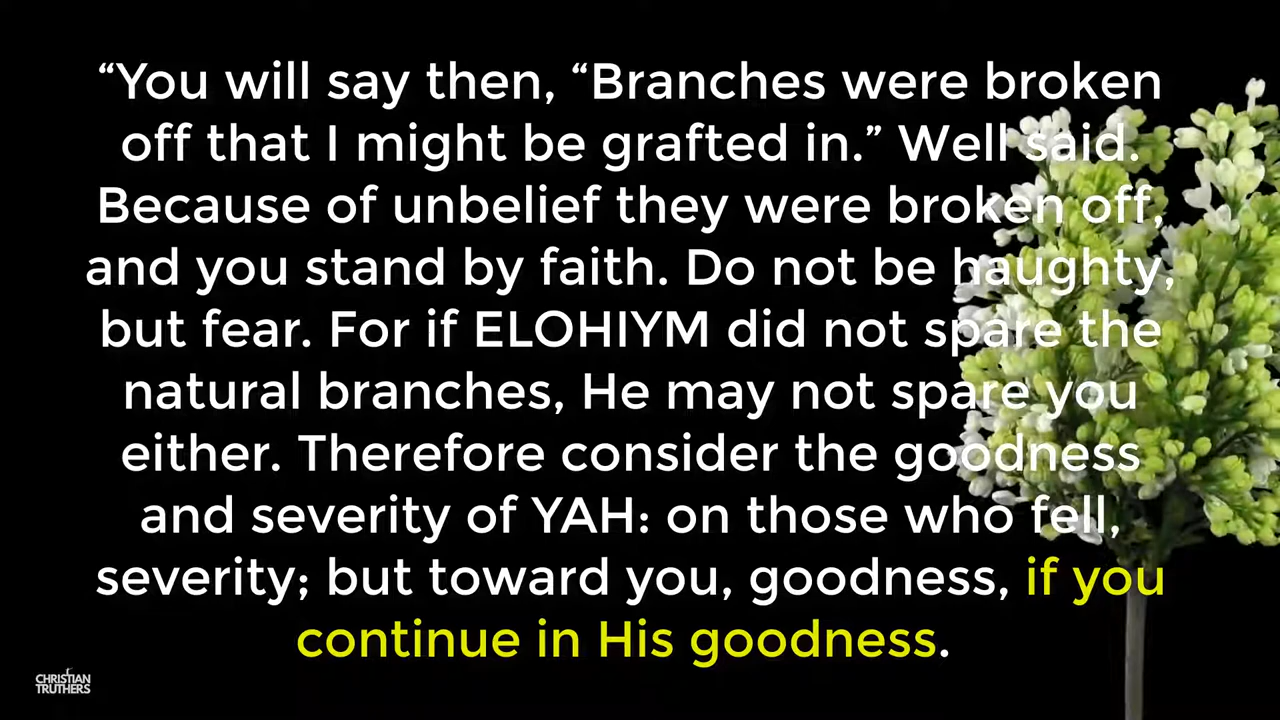 “You will say then, “Branches were broken
off that I might be grafted in.” Well said.
Because of unbelief they were broken off,
and you stand by faith. Do not be haughty,
but fear. For if ELOHIYM did not spare the
natural branches, He may not spare you
either. Therefore consider the goodness
and severity of YAH: on those who fell,
severity; but toward you, goodness, if you
continue in His goodness.
CHRISTIAN
TRUTHERS